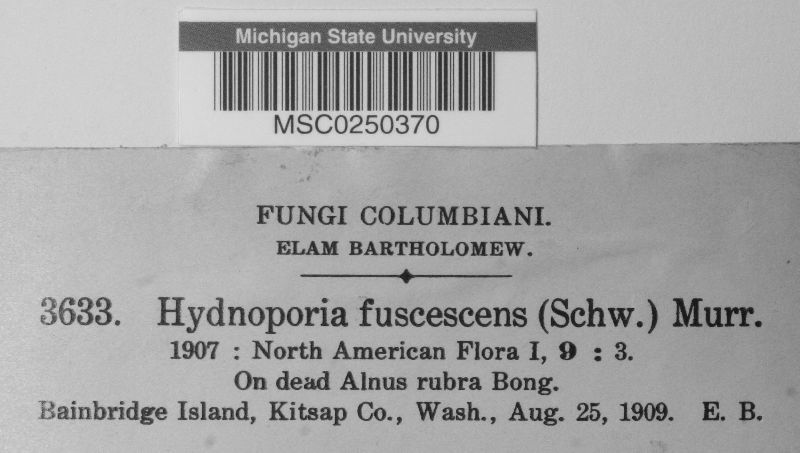 Michigan State University
MSC0250370
FUNGI COLUMBIANI.
ELAM BARTHOLOMEW.
3633. Hydnoporia fuscescens (Schw.) Murr.
1907 : North American Flora I, 9 : 3.
On dead Alnus rubra Bong.
Bainbridge Island, Kitsap Co., Wash., Aug. 25, 1909. E. B.